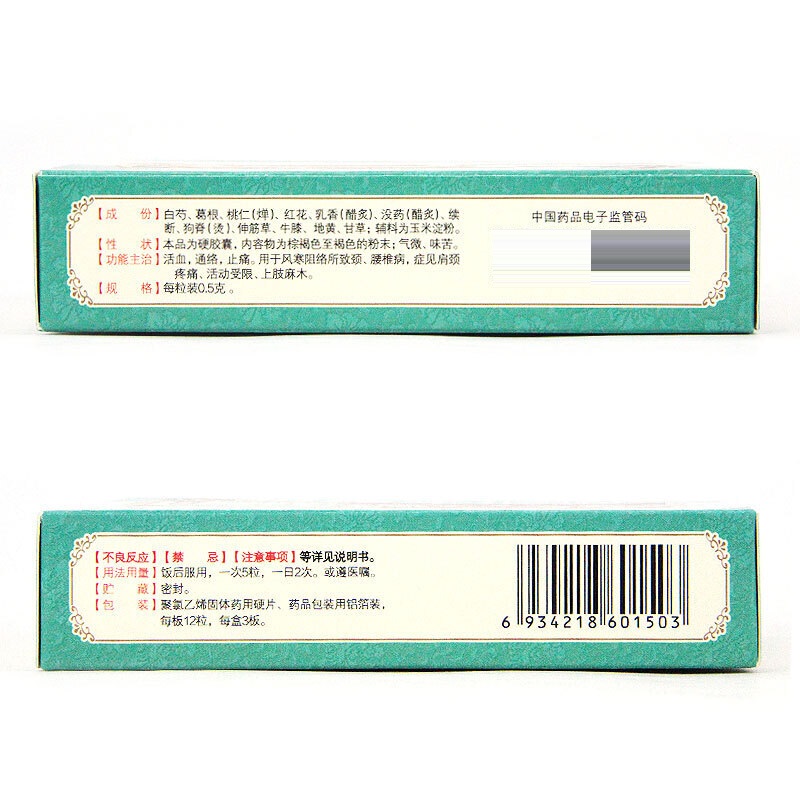 【成 份】白芍、葛根、桃仁(燀)、红花、乳香(醋炙)、没药(醋炙)、续
断、狗脊(烫)、伸筋草、牛膝、地黄、甘草；辅料为玉米淀粉。
【性 状】本品为硬胶囊，内容物为棕褐色至褐色的粉末；气微、味苦。
【功能主治】活血，通络，止痛。用于风寒阻络所致颈、腰椎病，症见肩颈
疼痛、活动受限、上肢麻木。
【规 格】每粒装0.5克。
中国药品电子监管码
【不良反应】【禁 忌】【注意事项】等详见说明书。
【用法用量】饭后服用，一次5粒，一日2次。或遵医嘱。
【贮 藏】密封。
【包 装】聚氯乙烯固体药用硬片、药品包装用铝箔装，
每板12粒，每盒3板。
6 934218 601503